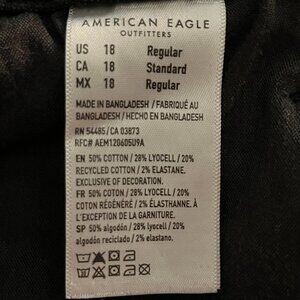 AMERICAN EAGLE
OUTFITTERS
US 18 Regular
CA 18 Standard
MX 18 Regular
MADE IN BANGLADESH / FABRIQUÉ AU
BANGLADESH / HECHO EN BANGLADESH
RN 54485/CA 03873
RFC# AEM120605U9A
EN 50% COTTON / 28% LYOCELL / 20%
RECYCLED COTTON / 2% ELASTANE.
EXCLUSIVE OF DECORATION.
FR 50% COTON / 28% LYOCELL / 20%
COTON RÉGÉNÉRÉ / 2% ÉLASTHANNE. À
L'EXCEPTION DE LA GARNITURE.
SP 50% algodón / 28% lyocell / 20%
algodón reciclado / 2% elastano.